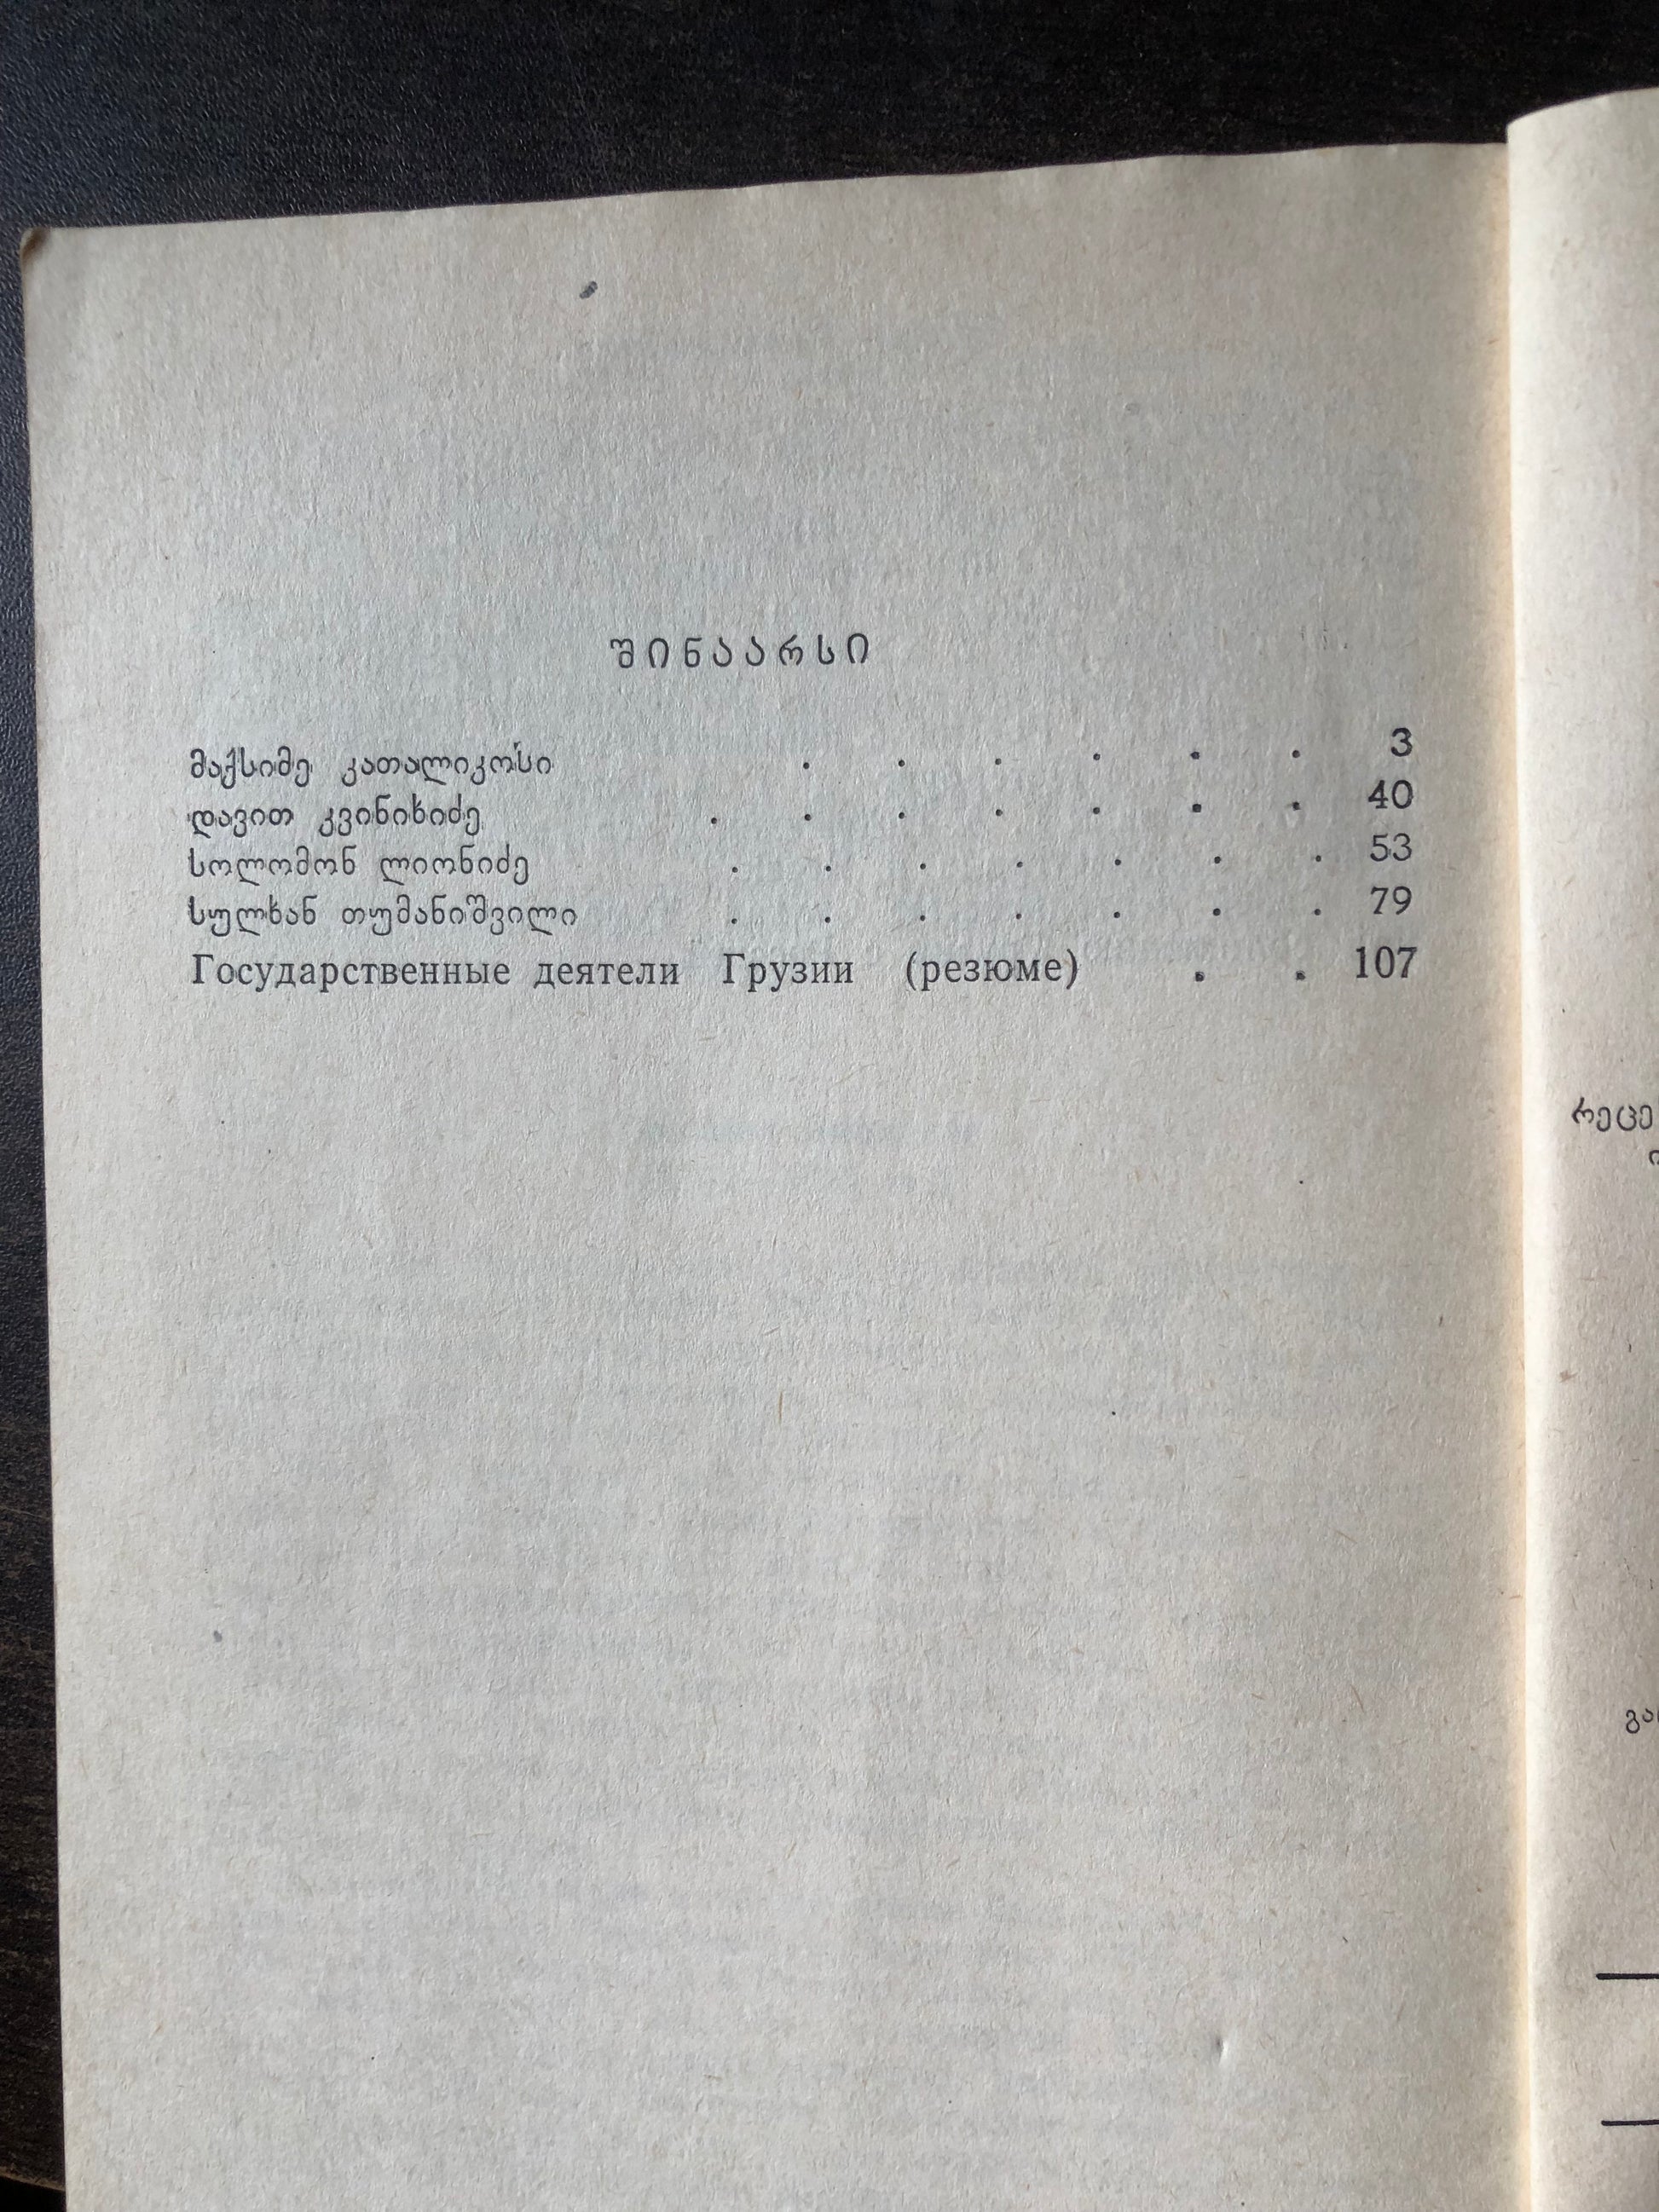 შინაარსი
მაქსიმე კათალიკოსი . . . . . . 3
დავით კვინიხიძე . . . . . . . 40
სოლომონ ლიონიძე . . . . . . . 53
სულხან თუმანიშვილი . . . . . . . 79
Государственные деятели Грузии (резюме) . . 107